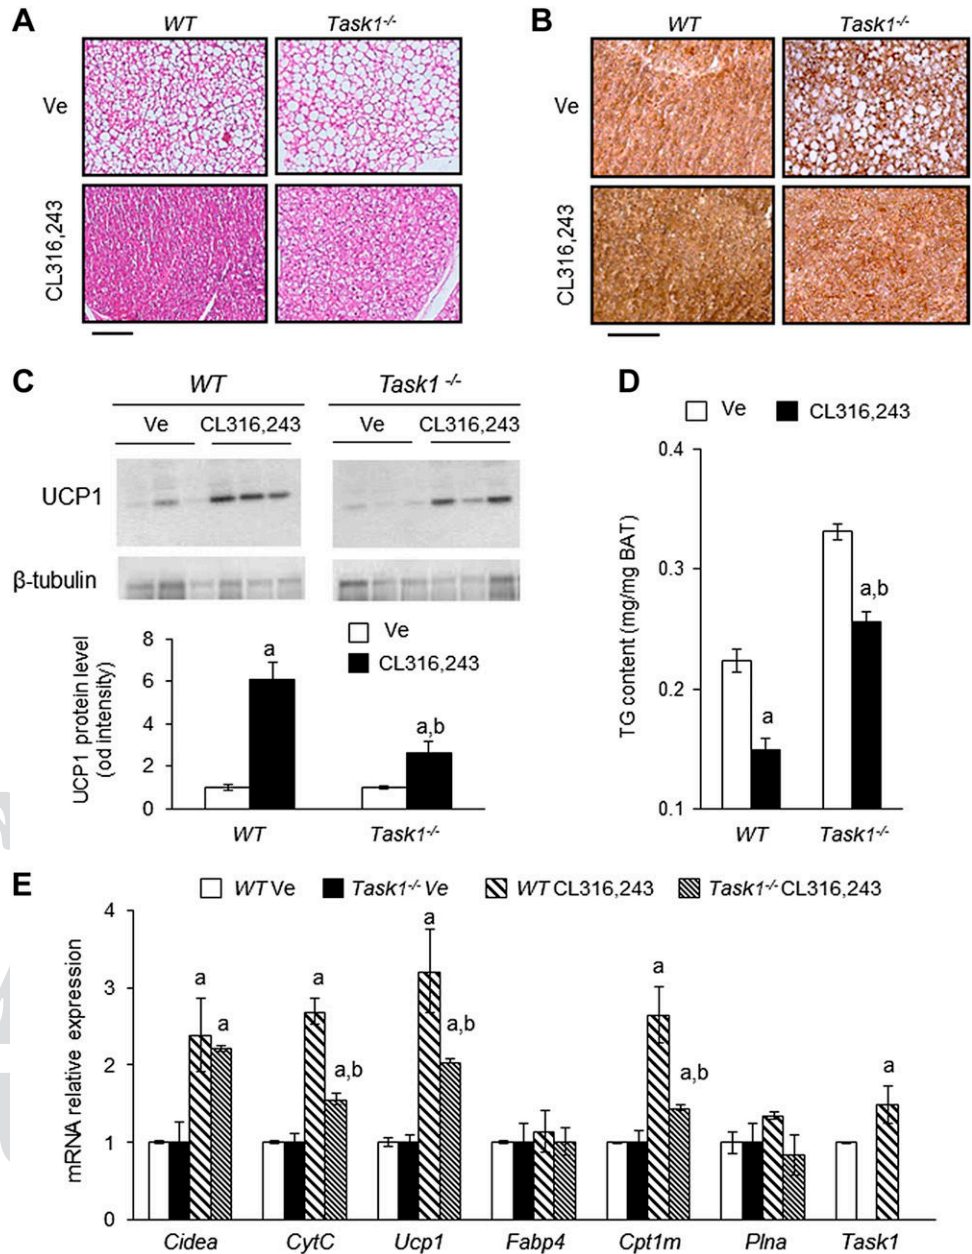 A
WT
Task1-/-
Ve
CL316,243
B
WT
Task1-/-
Ve
CL316,243
C
WT
Task1 -/-
Ve
CL316,243
Ve
CL316,243
UCP1
β-tubulin
Ve
CL316,243
UCP1 protein level
(od intensity)
8
6
4
2
0
a
a,b
WT
Task1-/-
D
Ve
CL316,243
TG content (mg/mg BAT)
0.4
0.3
0.2
0.1
a
a,b
WT
Task1-/-
E
WT Ve
Task1-/- Ve
WT CL316,243
Task1-/- CL316,243
mRNA relative expression
4
3
2
1
0
a
a
a
a,b
a
a,b
a
a,b
a
Cidea
CytC
Ucp1
Fabp4
Cpt1m
Plna
Task1